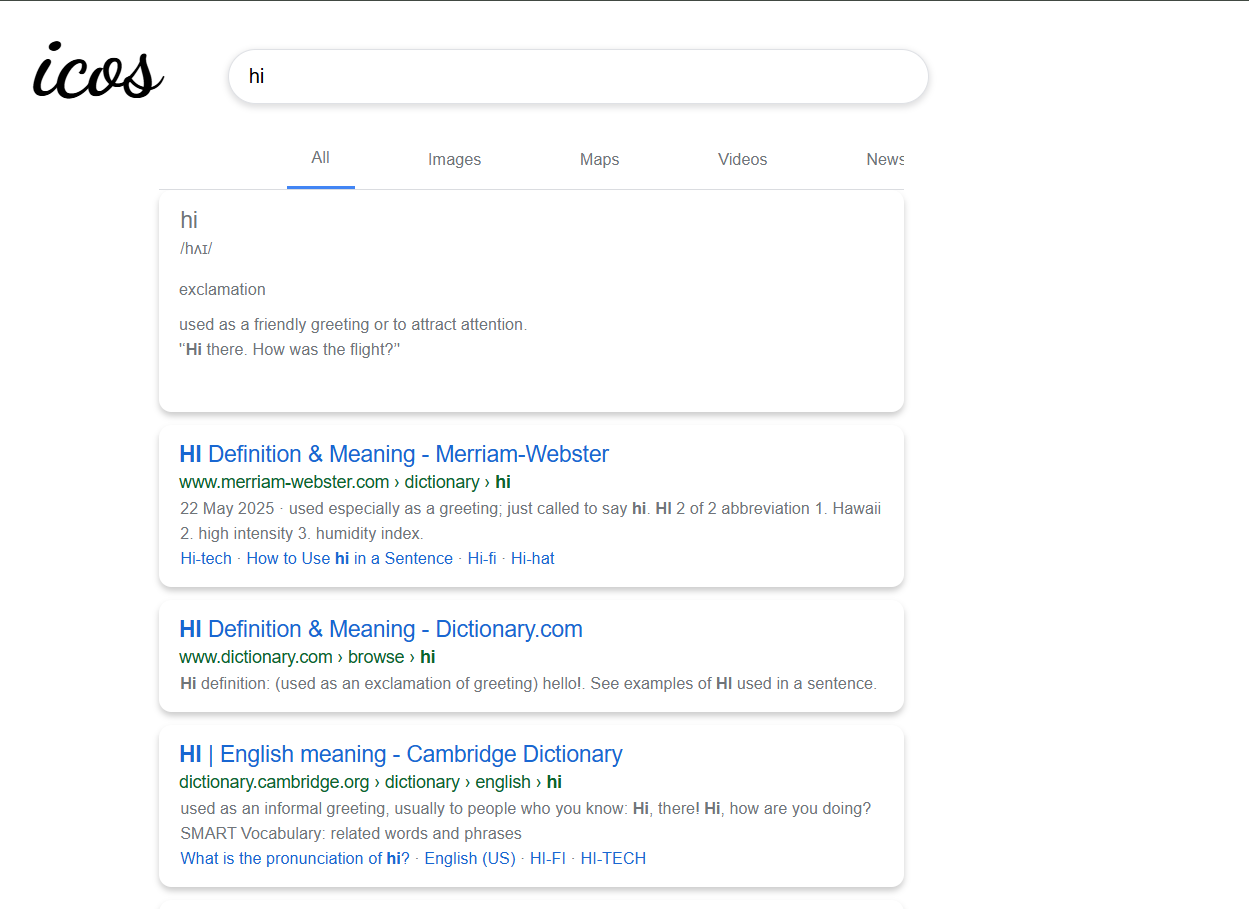 icos
hi
All Images Maps Videos News
hi
/hʌɪ/
exclamation
used as a friendly greeting or to attract attention.
"“Hi there. How was the flight?”
HI Definition & Meaning - Merriam-Webster
www.merriam-webster.com › dictionary › hi
22 May 2025 · used especially as a greeting; just called to say hi. HI 2 of 2 abbreviation 1. Hawaii
2. high intensity 3. humidity index.
Hi-tech · How to Use hi in a Sentence · Hi-fi · Hi-hat
HI Definition & Meaning - Dictionary.com
www.dictionary.com › browse › hi
Hi definition: (used as an exclamation of greeting) hello!. See examples of HI used in a sentence.
HI | English meaning - Cambridge Dictionary
dictionary.cambridge.org › dictionary › english › hi
used as an informal greeting, usually to people who you know: Hi, there! Hi, how are you doing?
SMART Vocabulary: related words and phrases
What is the pronunciation of hi? · English (US) · HI-FI · HI-TECH